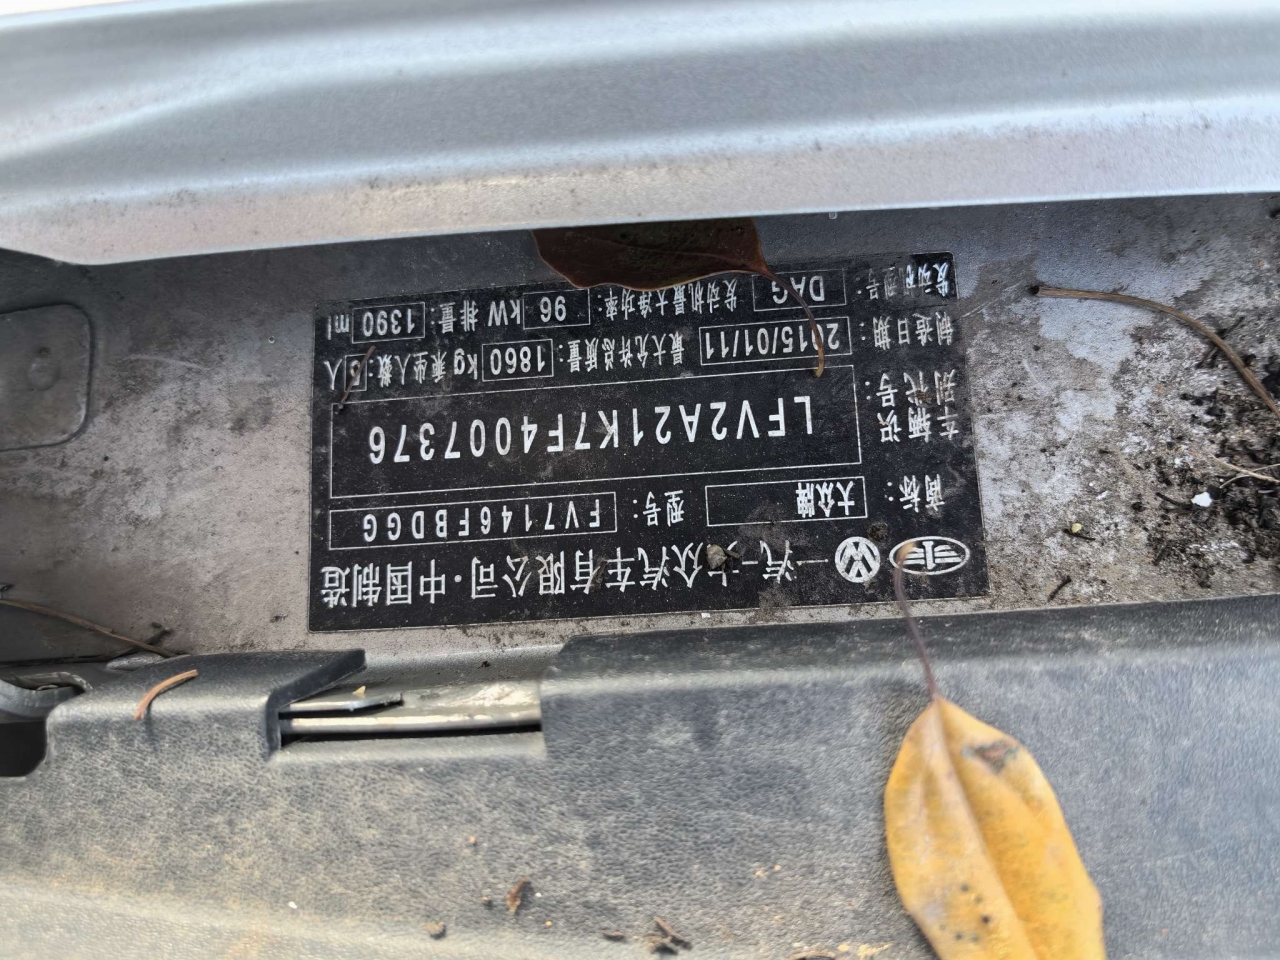 一汽-大众汽车有限公司·中国制造
商标: 大众牌 型号: FV7146FBDGG
车辆识别代号: LFV2A21K7F4007376
制造日期: 2015/01/11 最大允许总质量: 1860 kg 乘坐人数: 5 人
发动机型号: DAG 发动机最大净功率: 96 kW 排量: 1390 ml